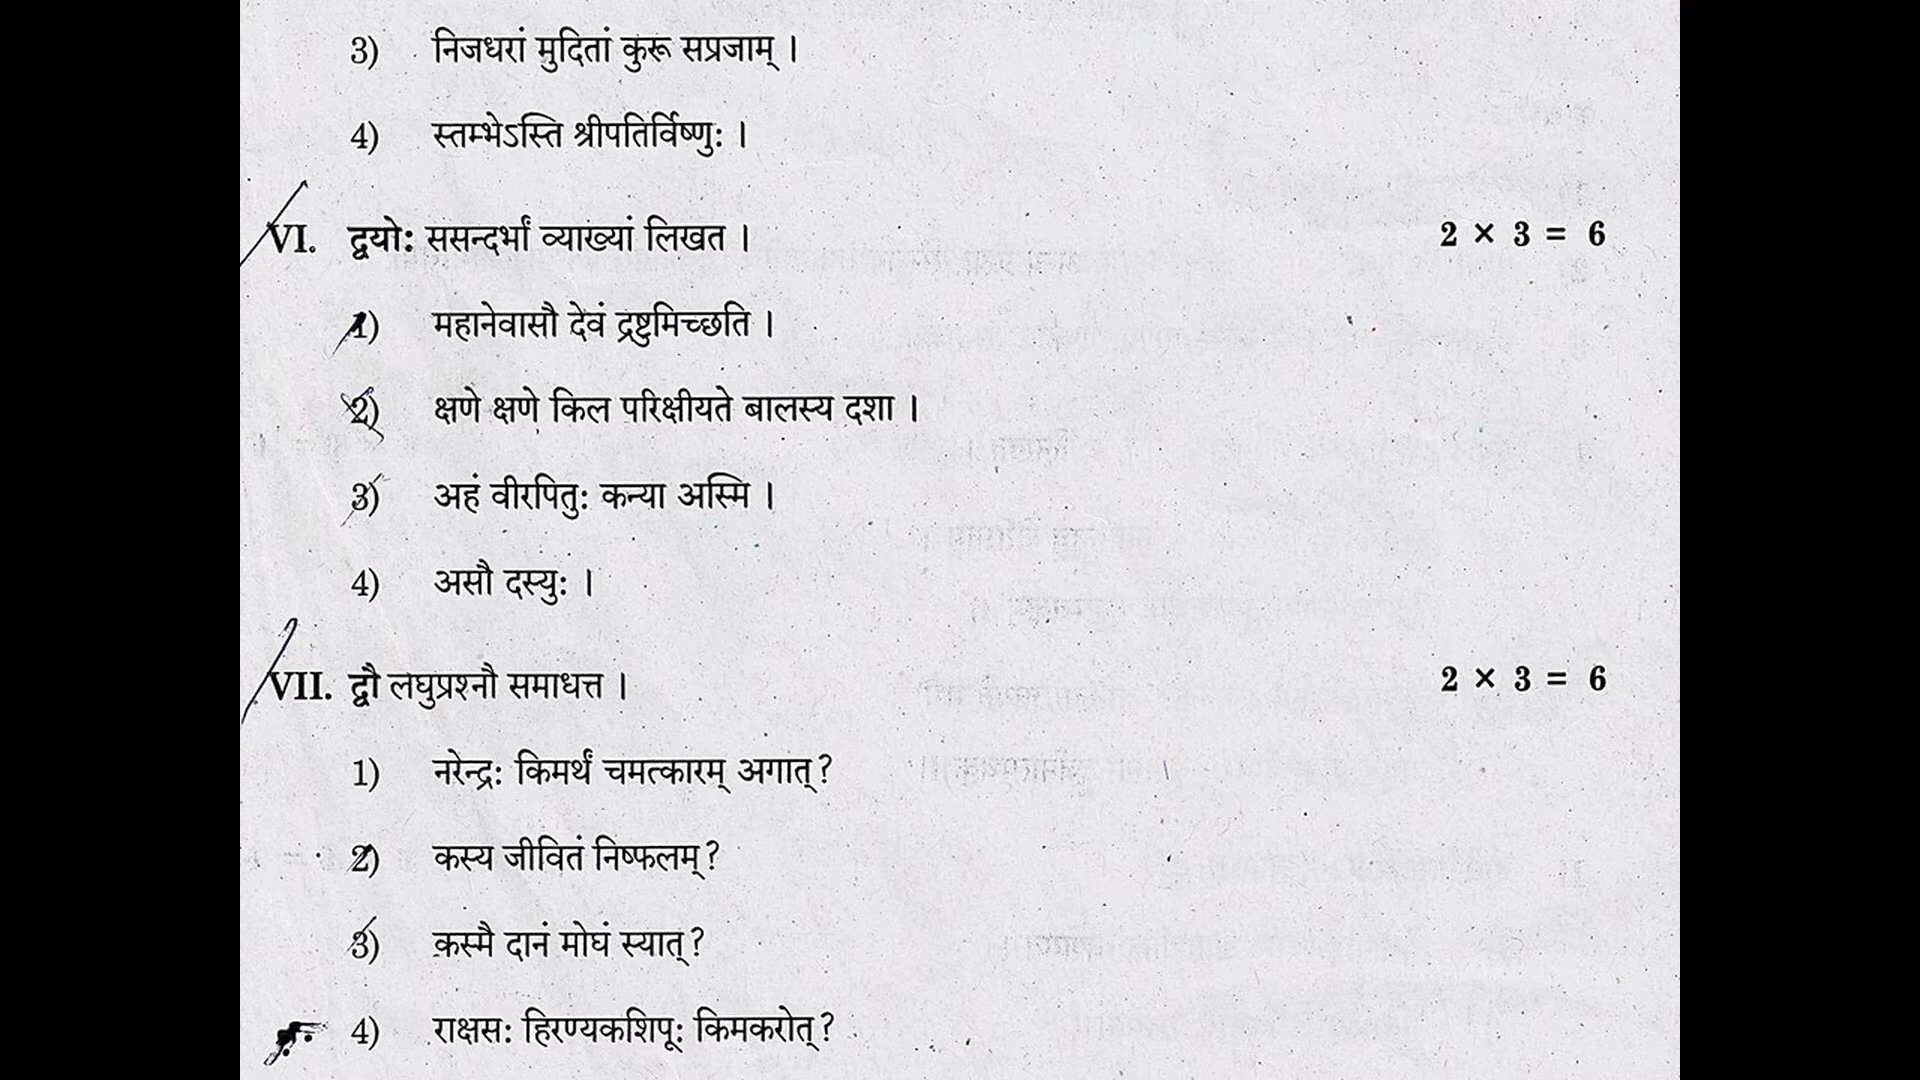 3) निजधरां मुदितां कुरू सप्रजाम् ।
4) स्तम्भेऽस्ति श्रीपतिर्विष्णुः ।
VI. द्वयोः ससन्दर्भां व्याख्यां लिखत । 2 × 3 = 6
1) महानेवासौ देवं द्रष्टुमिच्छति ।
2) क्षणे क्षणे किल परिक्षीयते बालस्य दशा ।
3) अहं वीरपितुः कन्या अस्मि ।
4) असौ दस्युः ।
VII. द्वौ लघुप्रश्नौ समाधत्त । 2 × 3 = 6
1) नरेन्द्रः किमर्थं चमत्कारम् अगात् ?
2) कस्य जीवितं निष्फलम् ?
3) कस्मै दानं मोघं स्यात् ?
4) राक्षसः हिरण्यकशिपूः किमकरोत् ?